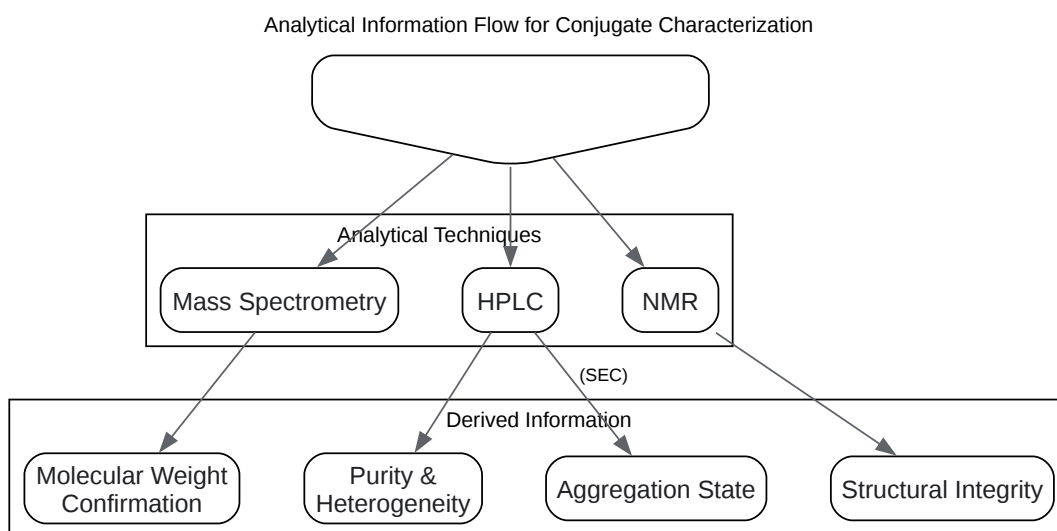 Analytical Information Flow for Conjugate Characterization
Analytical Techniques
Mass Spectrometry
HPLC
NMR
(SEC)
Derived Information
Molecular Weight
Confirmation
Purity &
Heterogeneity
Aggregation State
Structural Integrity